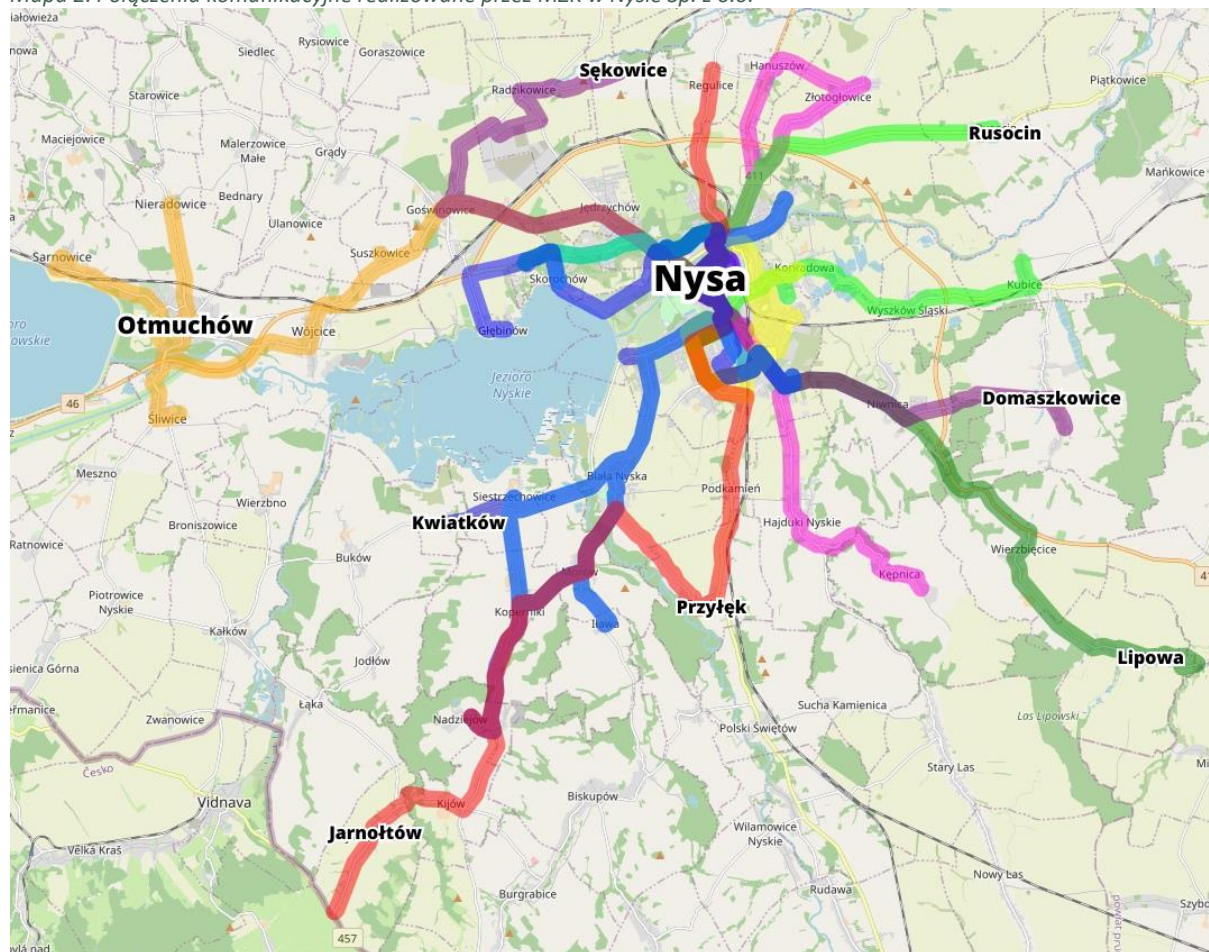 Mapa 2. Połączenia komunikacyjne realizowane przez MZK w Nysie Sp. z o.o.
Rysiowice
Siedlec
Goraszowice
Hanuszów
Sękowice
Regulice
Piątkowice
Starowice
Radzikowice
Złotogłowice
Rusocin
Maciejowice
Malerzowice
Małe
Grądy
411
Mańkowice
Nieradowice
Bednary
Goświnowice
Jędrzychów
Ulanowice
Suszkowice
Sarnowice
Skorochów
Nysa
Konradowa
Kubice
Wyszków Śląski
Otmuchów
Wójcice
Głębinów
Jezioro
Nyskie
46
Śliwice
Niwnica
Domaszkowice
Meszno
Wierzbno
Biała Nyska
Podkamień
Siestrzechowice
Kwiatków
Hajduki Nyskie
Broniszowice
Ratnowice
Buków
Wierzbięcice
Morów
Kępnica
Piotrowice
Nyskie
Koperniki
Przyłęk
Iława
Kałków
Lipowa
Jodłów
Łąka
Zwanowice
Nadziejów
Sucha Kamienica
Las Lipowski
Polski Świętów
Česko
Stary Las
Vidnava
Kijów
Biskupów
Jarnołtów
Wilamowice
Nyskie
Velká Kraš
Nowy Las
Burgrabice
Rudawa
457